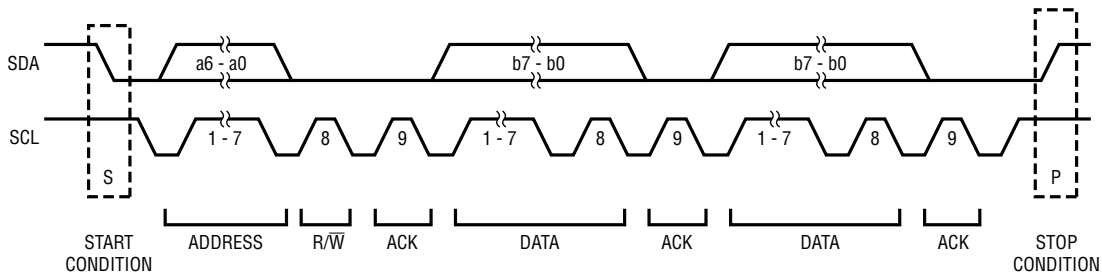 SDA
a6 - a0
b7 - b0
b7 - b0
SCL
1 - 7
8
9
1 - 7
8
9
1 - 7
8
9
S
P
START
CONDITION
ADDRESS
R/W̅
ACK
DATA
ACK
DATA
ACK
STOP
CONDITION